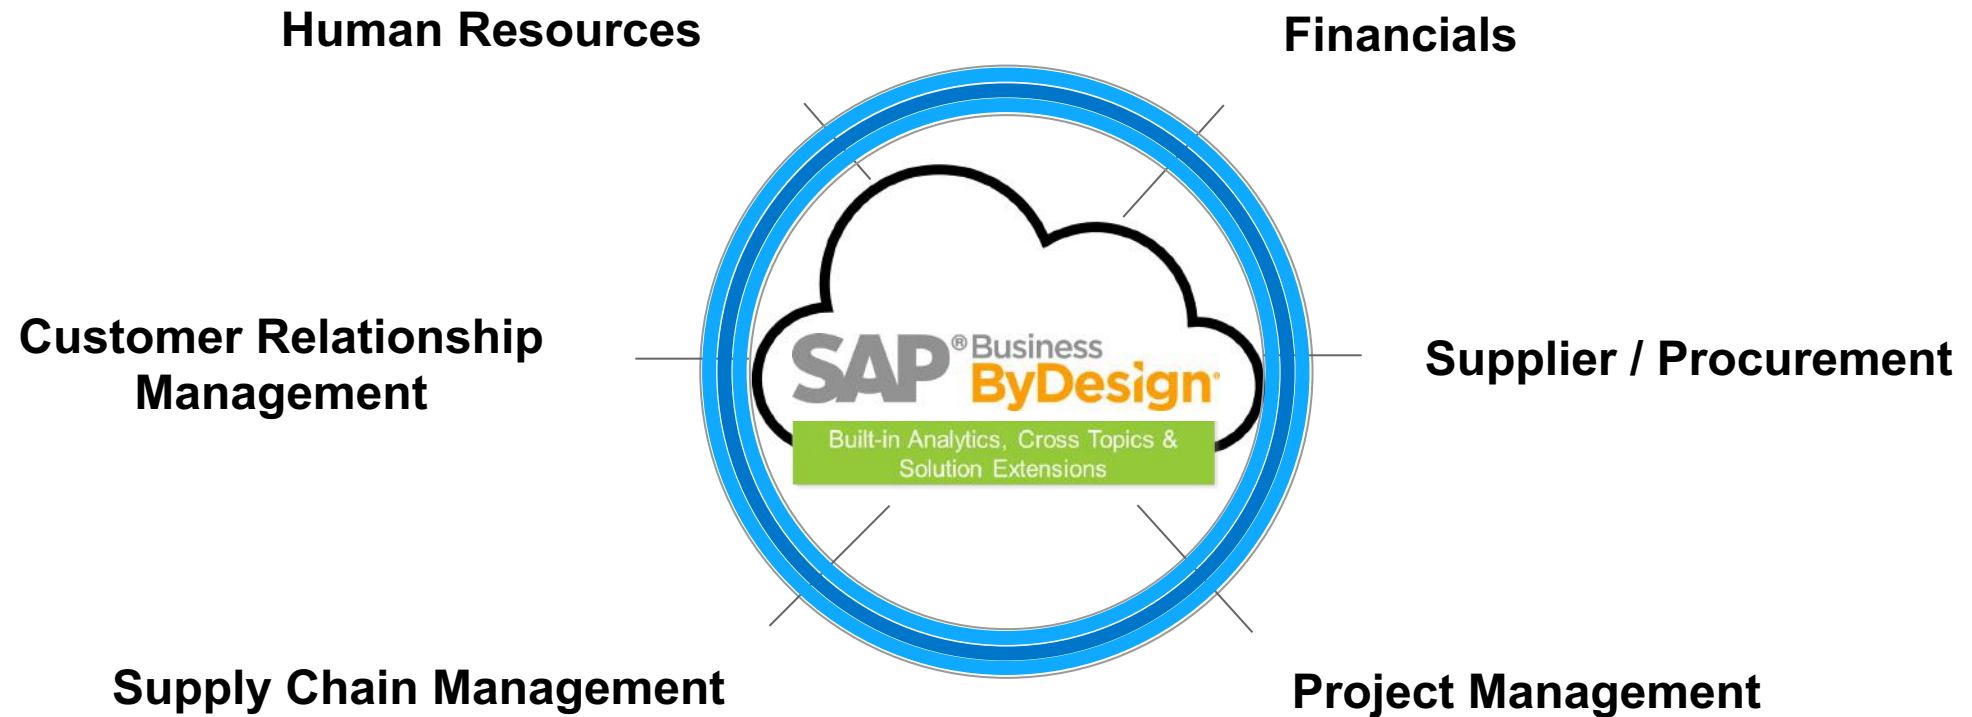 Human Resources
Financials
Customer Relationship
Management
SAP® Business
ByDesign®
Built-in Analytics, Cross Topics &
Solution Extensions
Supplier / Procurement
Supply Chain Management
Project Management